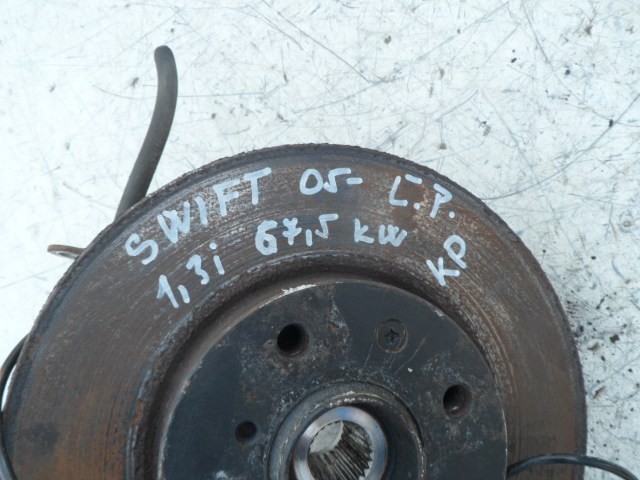 SWIFT 05- L.P.
1,3i 67,5 kW KP